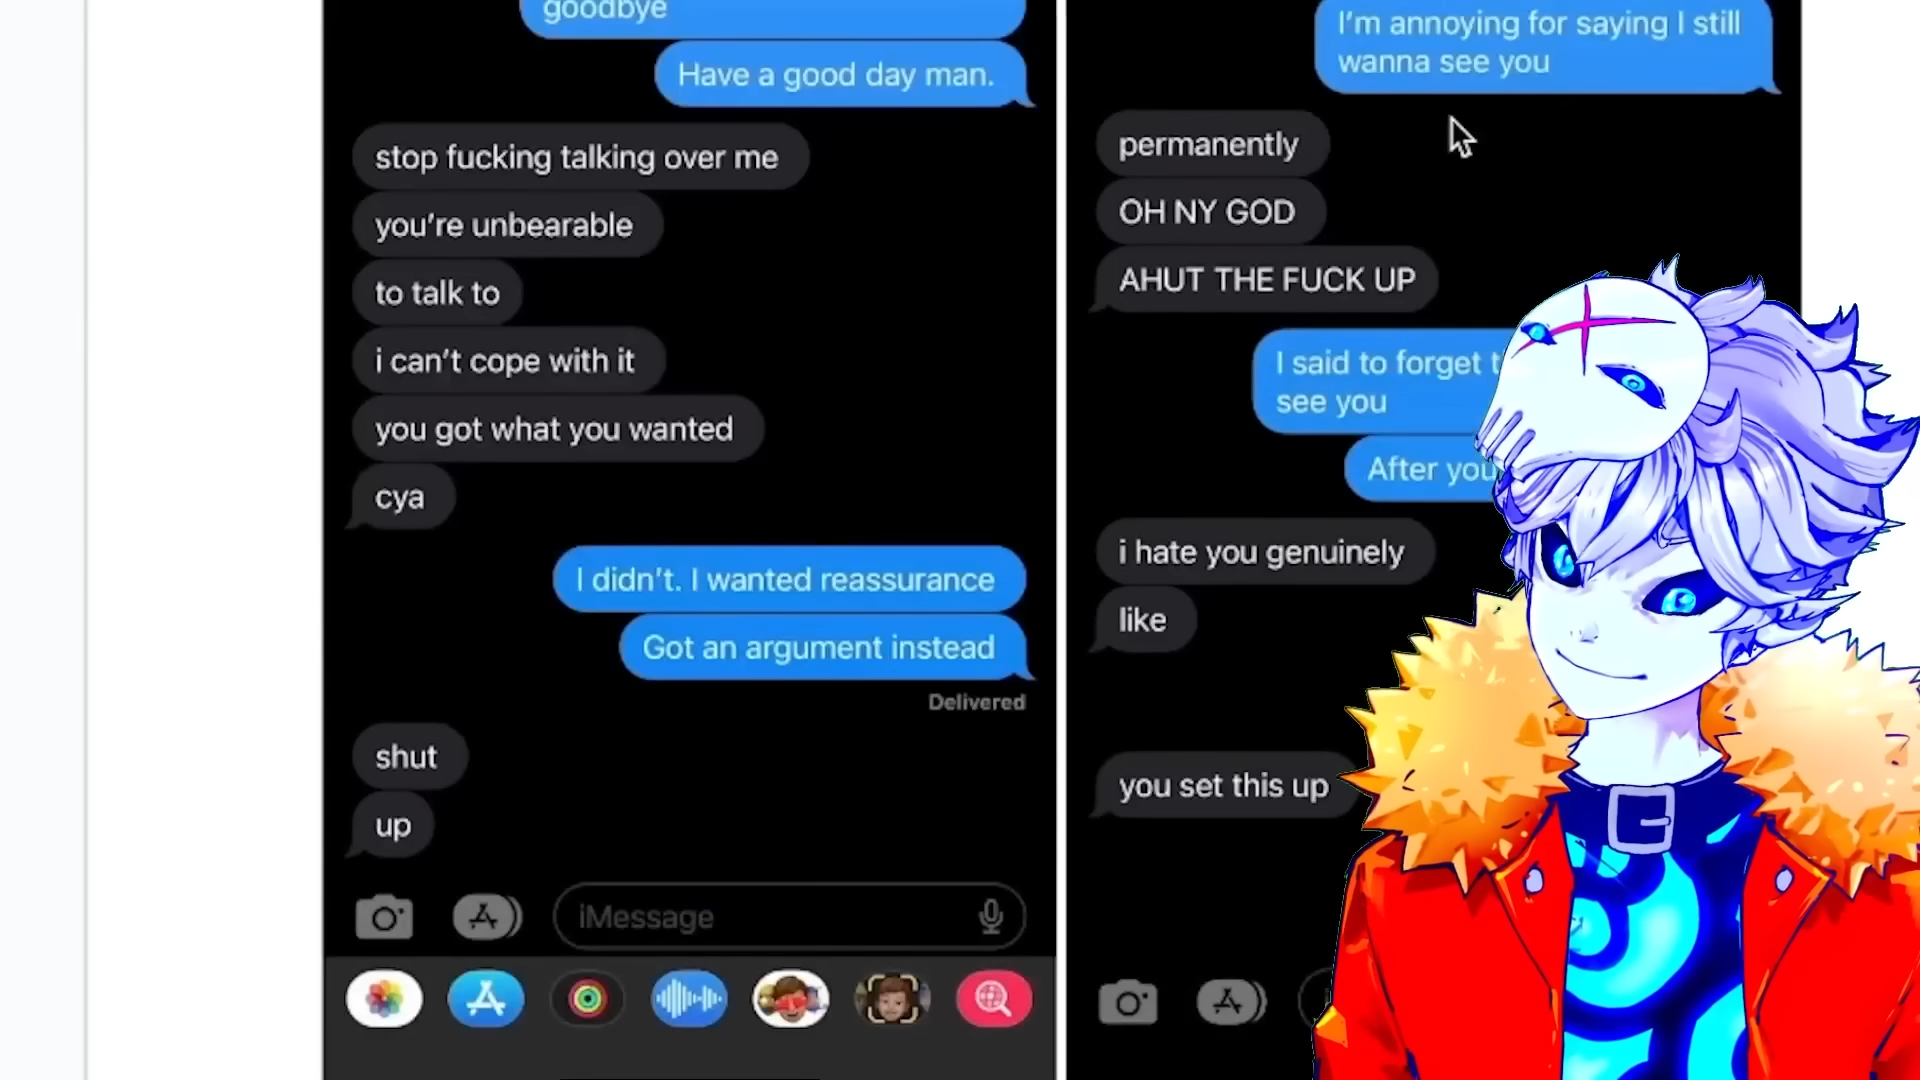 goodbye
Have a good day man.
stop fucking talking over me
you're unbearable
to talk to
i can't cope with it
you got what you wanted
cya
I didn't. I wanted reassurance
Got an argument instead
Delivered
shut
up
iMessage
I'm annoying for saying I still
wanna see you
permanently
OH NY GOD
AHUT THE FUCK UP
I said to forget
see you
After you
i hate you genuinely
like
you set this up